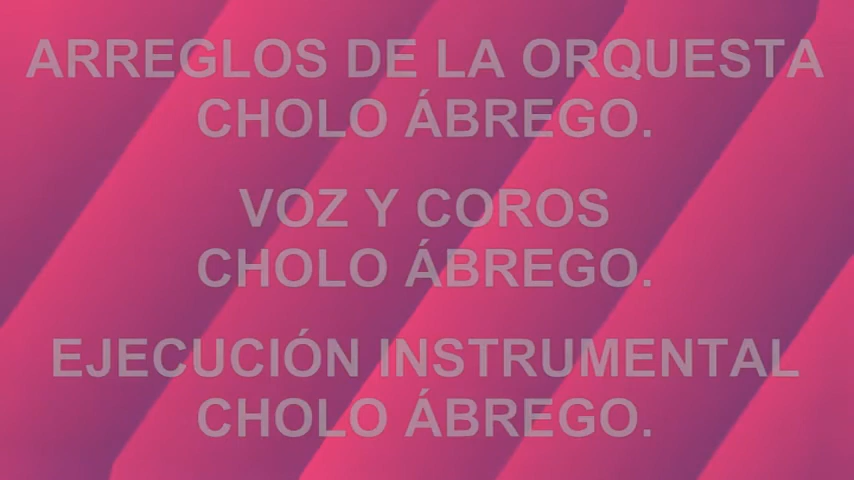 ARREGLOS DE LA ORQUESTA
CHOLO ÁBREGO.
VOZ Y COROS
CHOLO ÁBREGO.
EJECUCIÓN INSTRUMENTAL
CHOLO ÁBREGO.